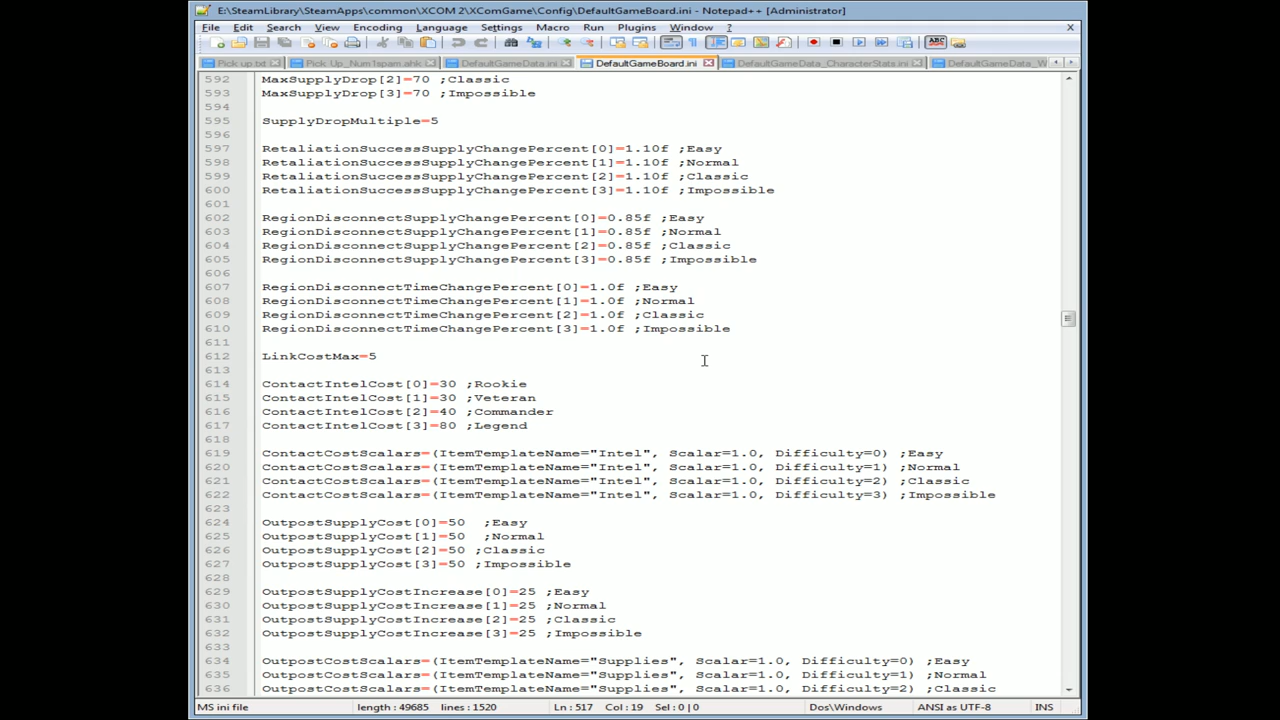 E:\SteamLibrary\SteamApps\common\XCOM 2\XComGame\Config\DefaultGameBoard.ini - Notepad++ [Administrator]
File Edit Search View Encoding Language Settings Macro Run Plugins Window ? X
Pick up.txt Pick Up_Num1spam.ahk DefaultGameData.ini DefaultGameBoard.ini DefaultGameData_CharacterStats.ini DefaultGameData_W
592 MaxSupplyDrop[2]=70 ;Classic
593 MaxSupplyDrop[3]=70 ;Impossible
594
595 SupplyDropMultiple=5
596
597 RetaliationSuccessSupplyChangePercent[0]=1.10f ;Easy
598 RetaliationSuccessSupplyChangePercent[1]=1.10f ;Normal
599 RetaliationSuccessSupplyChangePercent[2]=1.10f ;Classic
600 RetaliationSuccessSupplyChangePercent[3]=1.10f ;Impossible
601
602 RegionDisconnectSupplyChangePercent[0]=0.85f ;Easy
603 RegionDisconnectSupplyChangePercent[1]=0.85f ;Normal
604 RegionDisconnectSupplyChangePercent[2]=0.85f ;Classic
605 RegionDisconnectSupplyChangePercent[3]=0.85f ;Impossible
606
607 RegionDisconnectTimeChangePercent[0]=1.0f ;Easy
608 RegionDisconnectTimeChangePercent[1]=1.0f ;Normal
609 RegionDisconnectTimeChangePercent[2]=1.0f ;Classic
610 RegionDisconnectTimeChangePercent[3]=1.0f ;Impossible
611
612 LinkCostMax=5
613
614 ContactIntelCost[0]=30 ;Rookie
615 ContactIntelCost[1]=30 ;Veteran
616 ContactIntelCost[2]=40 ;Commander
617 ContactIntelCost[3]=80 ;Legend
618
619 ContactCostScalars=(ItemTemplateName="Intel", Scalar=1.0, Difficulty=0) ;Easy
620 ContactCostScalars=(ItemTemplateName="Intel", Scalar=1.0, Difficulty=1) ;Normal
621 ContactCostScalars=(ItemTemplateName="Intel", Scalar=1.0, Difficulty=2) ;Classic
622 ContactCostScalars=(ItemTemplateName="Intel", Scalar=1.0, Difficulty=3) ;Impossible
623
624 OutpostSupplyCost[0]=50 ;Easy
625 OutpostSupplyCost[1]=50 ;Normal
626 OutpostSupplyCost[2]=50 ;Classic
627 OutpostSupplyCost[3]=50 ;Impossible
628
629 OutpostSupplyCostIncrease[0]=25 ;Easy
630 OutpostSupplyCostIncrease[1]=25 ;Normal
631 OutpostSupplyCostIncrease[2]=25 ;Classic
632 OutpostSupplyCostIncrease[3]=25 ;Impossible
633
634 OutpostCostScalars=(ItemTemplateName="Supplies", Scalar=1.0, Difficulty=0) ;Easy
635 OutpostCostScalars=(ItemTemplateName="Supplies", Scalar=1.0, Difficulty=1) ;Normal
636 OutpostCostScalars=(ItemTemplateName="Supplies", Scalar=1.0, Difficulty=2) ;Classic
MS ini file length : 49685 lines : 1520 Ln : 517 Col : 19 Sel : 0 | 0 Dos\Windows ANSI as UTF-8 INS